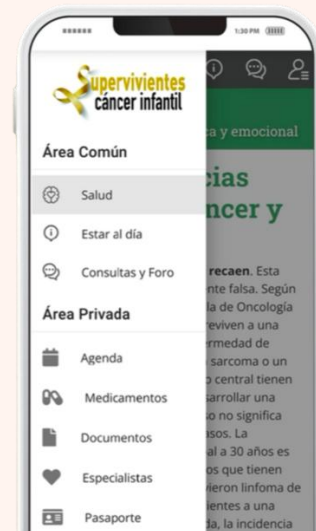 1:30 PM
Supervivientes
cáncer infantil
ca y emocional
Área Común
cias
Salud
ncer y
Estar al día
Consultas y Foro
recaen. Esta
nte falsa. Según
Área Privada
la de Oncología
reviven a una
ermedad de
Agenda
sarcoma o un
o central tienen
Medicamentos
sarrollar una
so no significa
Documentos
asos. La
al a 30 años es
Especialistas
os que tienen
vieron linfoma de
Pasaporte
ientes a una
da, la incidencia